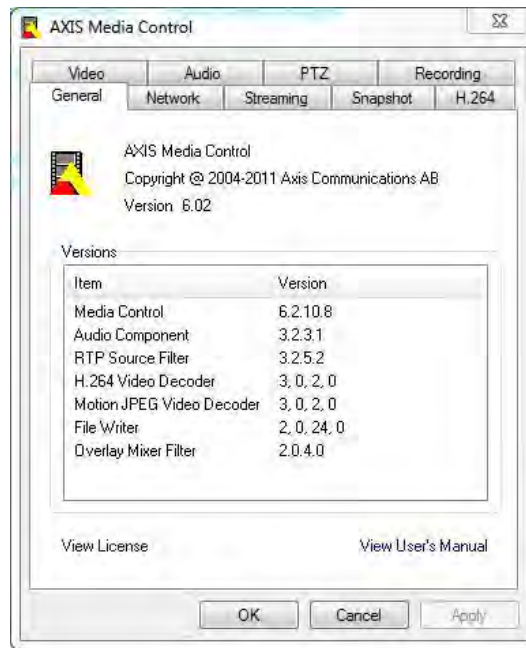 AXIS Media Control
Video Audio PTZ Recording
General Network Streaming Snapshot H.264
AXIS Media Control
Copyright @ 2004-2011 Axis Communications AB
Version 6.02
Versions
Item Version
Media Control 6.2.10.8
Audio Component 3.2.3.1
RTP Source Filter 3.2.5.2
H.264 Video Decoder 3, 0, 2, 0
Motion JPEG Video Decoder 3, 0, 2, 0
File Writer 2, 0, 24, 0
Overlay Mixer Filter 2.0.4.0
View License View User's Manual
OK Cancel Apply